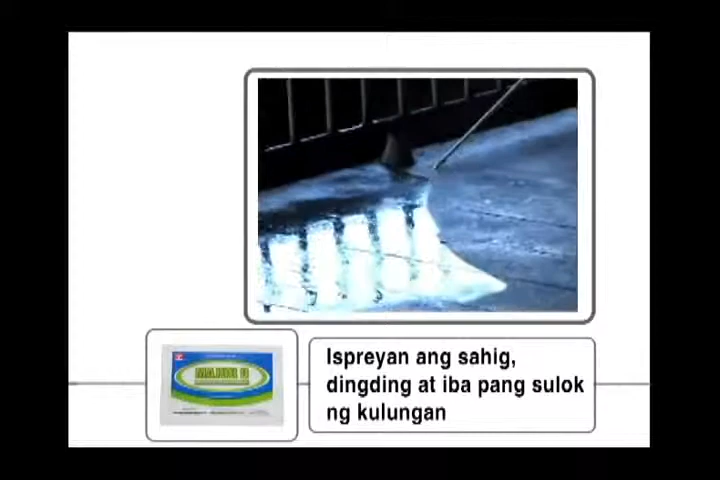 Ispreyan ang sahig,
dingding at iba pang sulok
ng kulungan